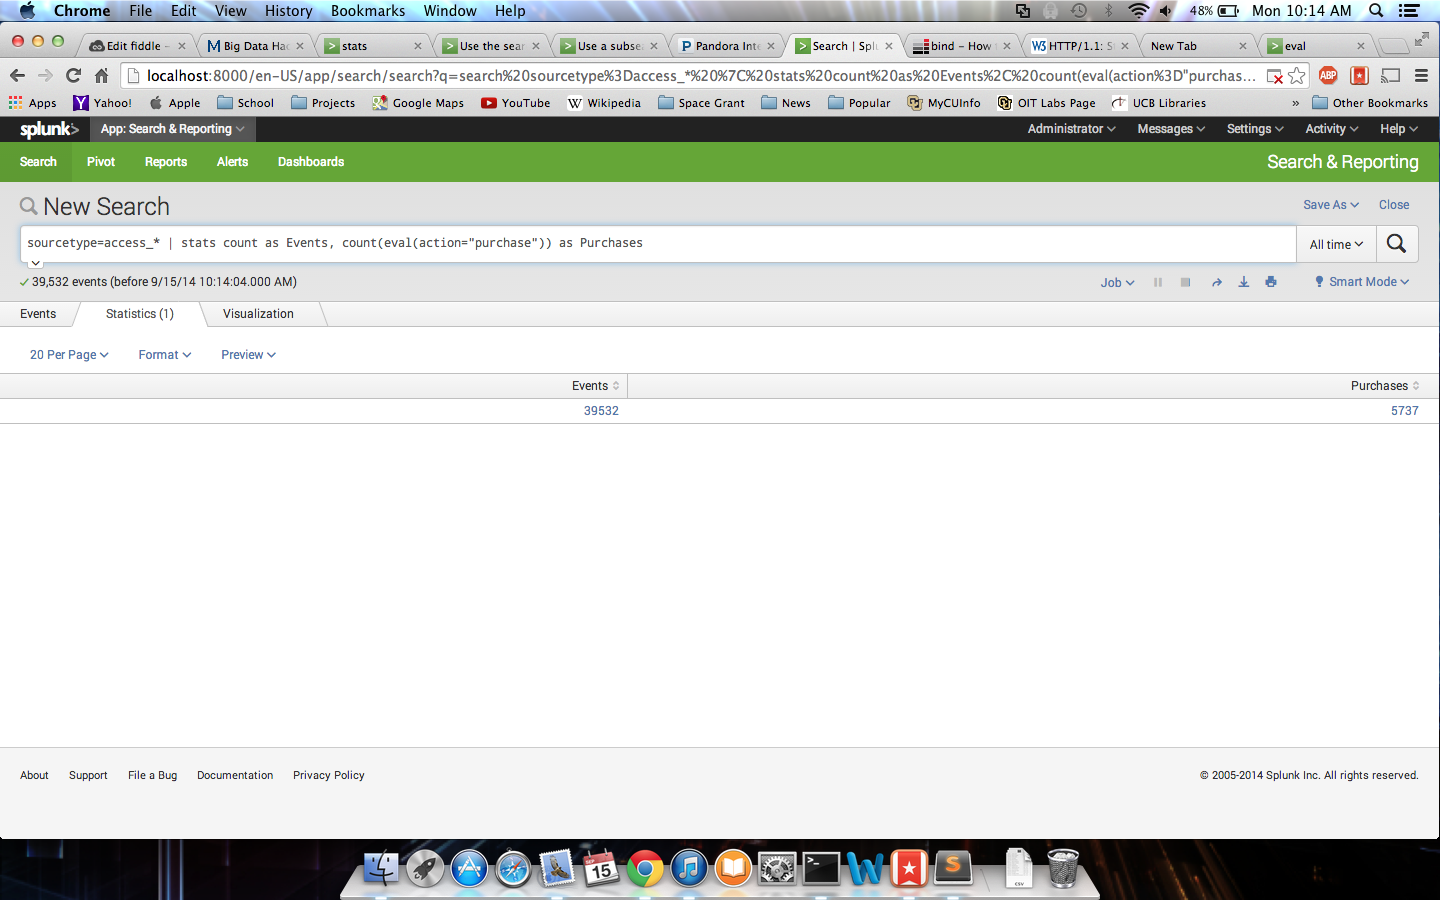 Chrome File Edit View History Bookmarks Window Help 48% Mon 10:14 AM
Edit fiddle - Big Data Hac stats Use the sear Use a subse Pandora Inte Search | Splu bind - How HTTP/1.1: St New Tab eval
localhost:8000/en-US/app/search/search?q=search%20sourcetype%3Daccess_*%20%7C%20stats%20count%20as%20Events%2C%20count(eval(action%3D"purchas... ABP
Apps Yahoo! Apple School Projects Google Maps YouTube Wikipedia Space Grant News Popular MyCUInfo OIT Labs Page UCB Libraries » Other Bookmarks
splunk> App: Search & Reporting Administrator Messages Settings Activity Help
Search Pivot Reports Alerts Dashboards Search & Reporting
New Search Save As Close
sourcetype=access_* | stats count as Events, count(eval(action="purchase")) as Purchases All time
39,532 events (before 9/15/14 10:14:04.000 AM) Job Smart Mode
Events Statistics (1) Visualization
20 Per Page Format Preview
Events Purchases
39532 5737
About Support File a Bug Documentation Privacy Policy © 2005-2014 Splunk Inc. All rights reserved.
SEP
15
CSV